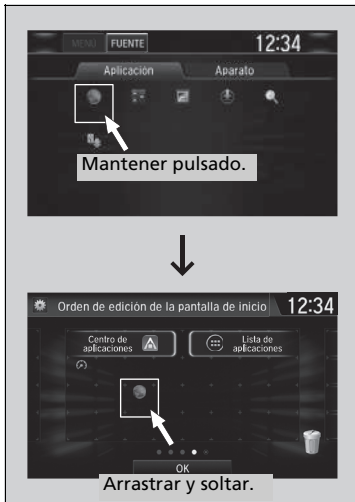 MENÚ FUENTE 12:34
Aplicación Aparato
Mantener pulsado.
Orden de edición de la pantalla de inicio 12:34
Centro de aplicaciones
Lista de aplicaciones
OK
Arrastrar y soltar.